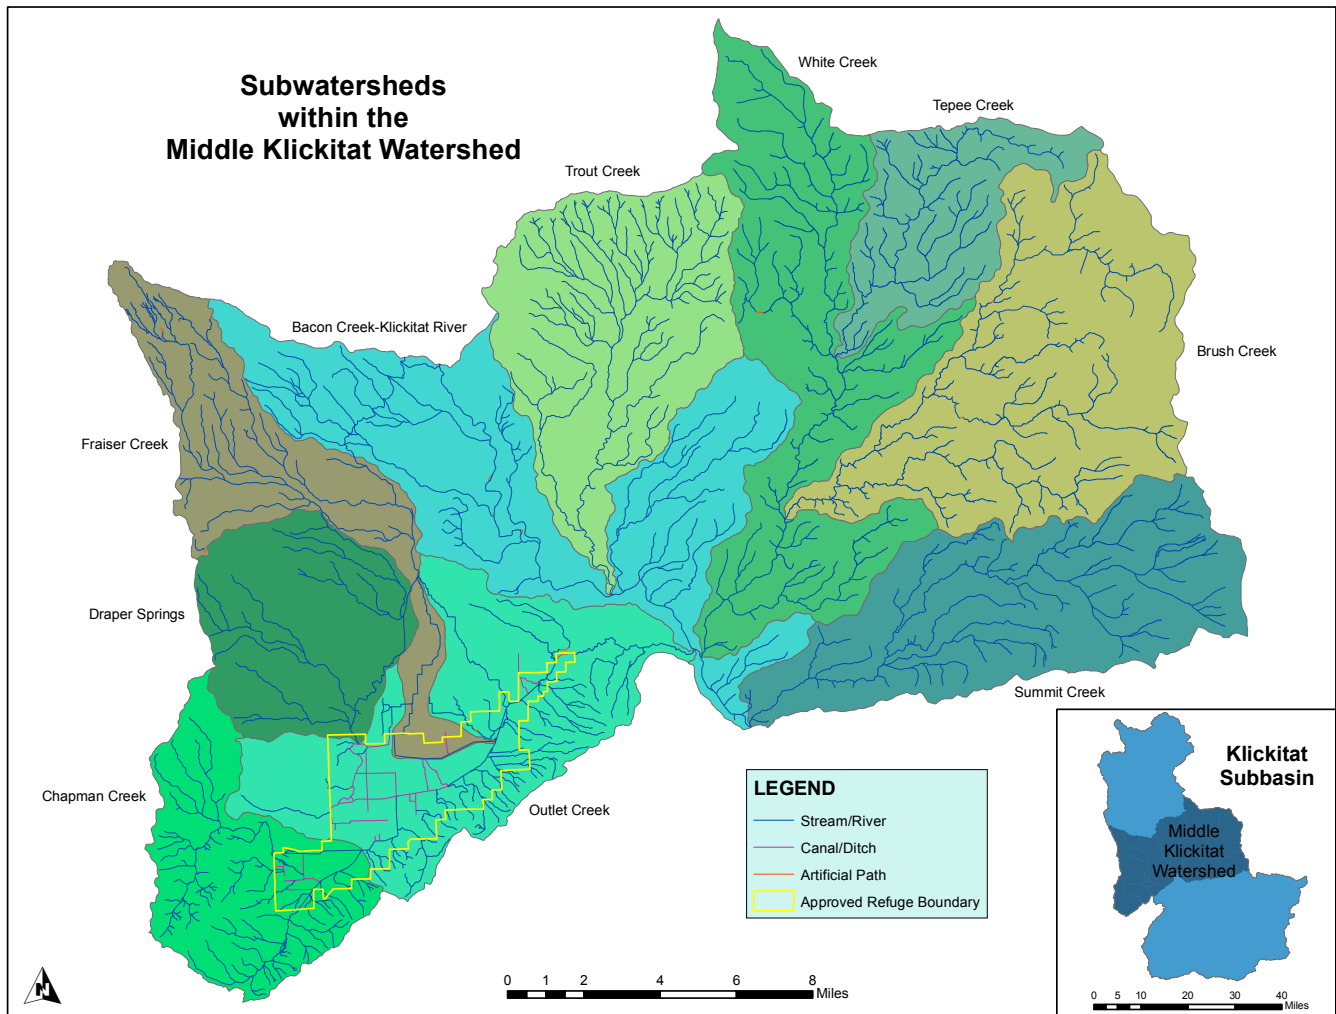 Subwatersheds
within the
Middle Klickitat Watershed
White Creek
Tepee Creek
Trout Creek
Bacon Creek-Klickitat River
Brush Creek
Fraiser Creek
Draper Springs
Summit Creek
Chapman Creek
Outlet Creek
LEGEND
Stream/River
Canal/Ditch
Artificial Path
Approved Refuge Boundary
Klickitat
Subbasin
Middle
Klickitat
Watershed
N
0 1 2 4 6 8
Miles
0 5 10 20 30 40
Miles